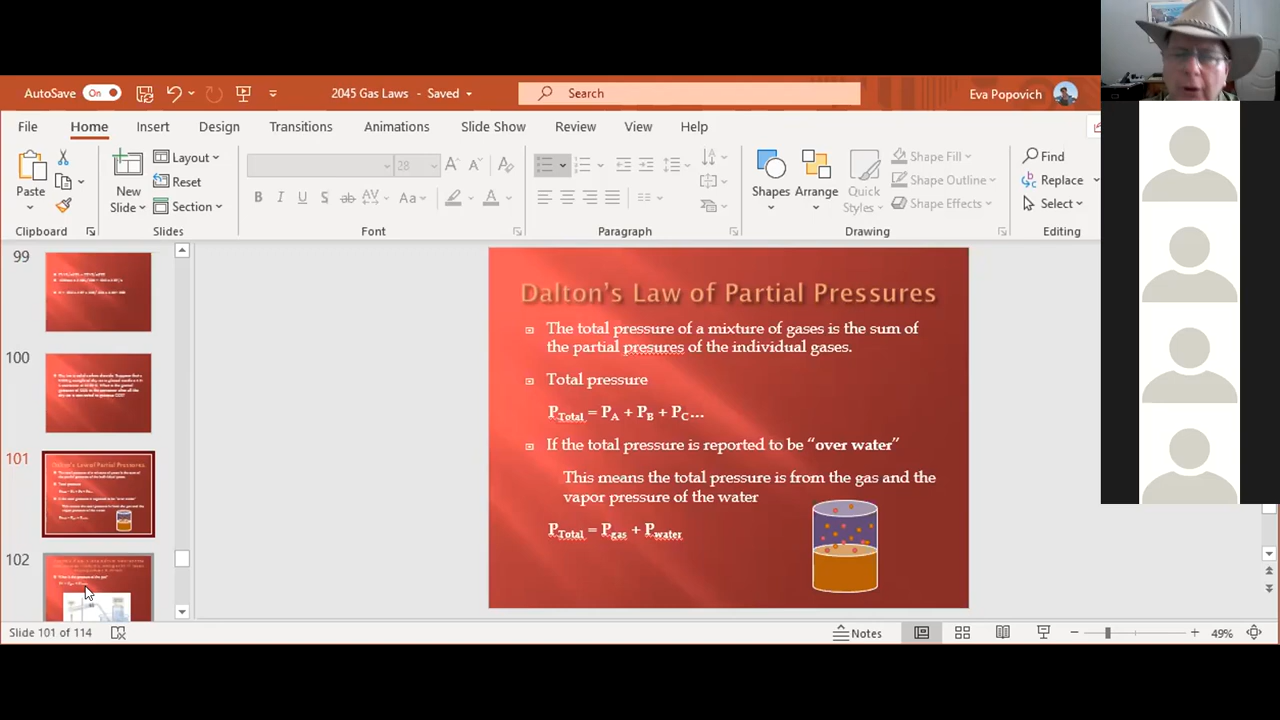 AutoSave On 2045 Gas Laws - Saved Search Eva Popovich
File Home Insert Design Transitions Animations Slide Show Review View Help
Paste
New
Slide
Layout
Reset
Section
28
B I U S ab AV Aa A
Shapes Arrange Quick
Styles
Shape Fill
Shape Outline
Shape Effects
Find
Replace
Select
Clipboard Slides Font Paragraph Drawing Editing
99
100
101
102
Dalton's Law of Partial Pressures
The total pressure of a mixture of gases is the sum of
the partial presures of the individual gases.
Total pressure
PTotal = PA + PB + PC...
If the total pressure is reported to be “over water”
This means the total pressure is from the gas and the
vapor pressure of the water
PTotal = Pgas + Pwater
Slide 101 of 114 Notes 49%